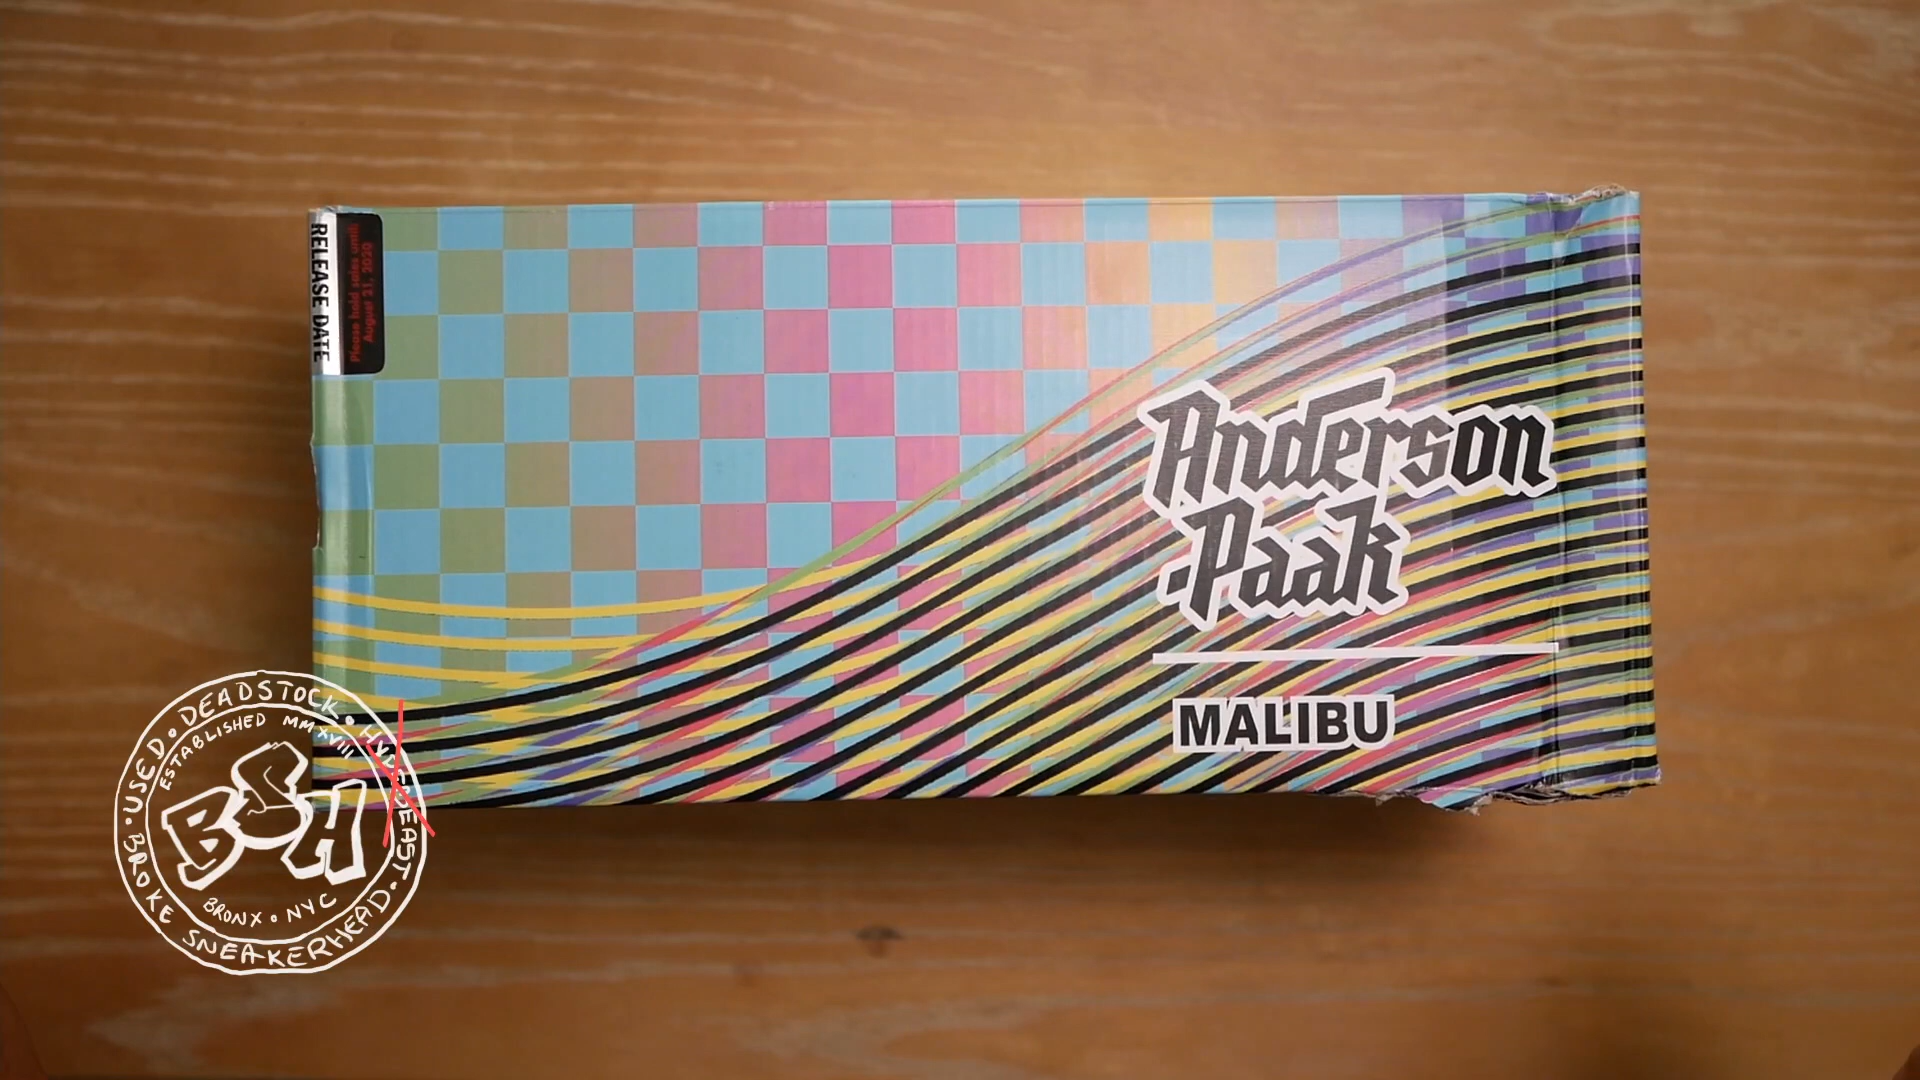 RELEASE DATE
Please hold sales until:
August 21, 2020
Anderson
.Paak
MALIBU
USED • DEADSTOCK • HYPEBEAST •
BROKE SNEAKERHEAD
ESTABLISHED MMXVIII
BSH
BRONX • NYC